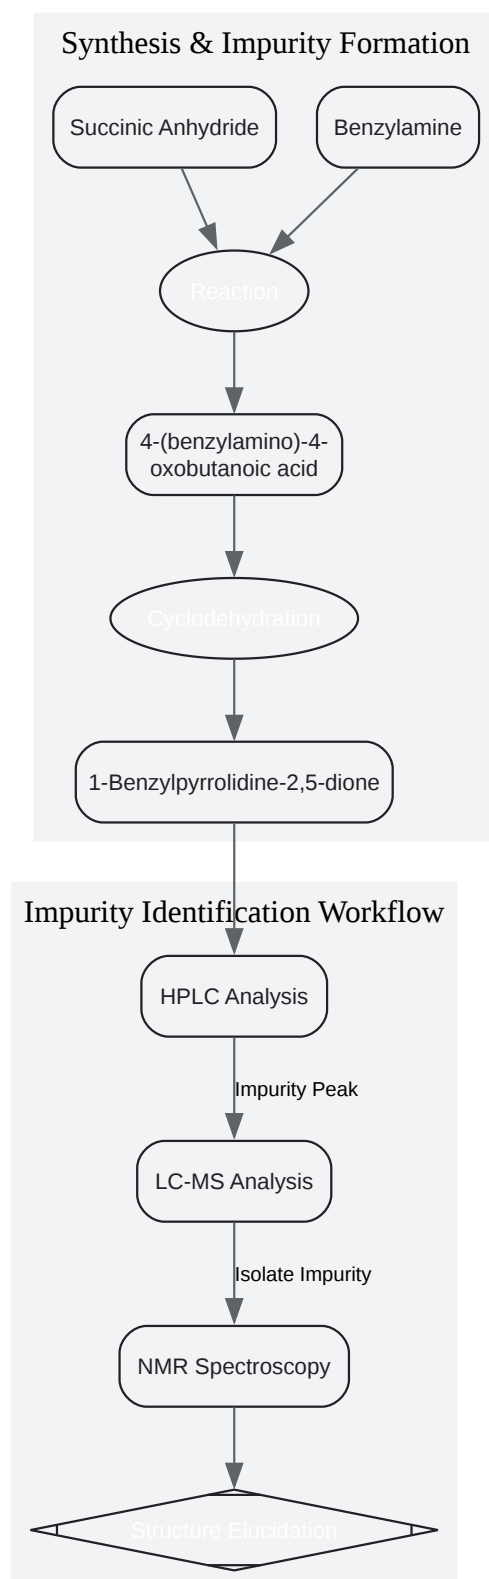 Synthesis & Impurity Formation
Succinic Anhydride
Benzylamine
Reaction
4-(benzylamino)-4-
oxobutanoic acid
Cyclodehydration
1-Benzylpyrrolidine-2,5-dione
Impurity Identification Workflow
HPLC Analysis
Impurity Peak
LC-MS Analysis
Isolate Impurity
NMR Spectroscopy
Structure Elucidation